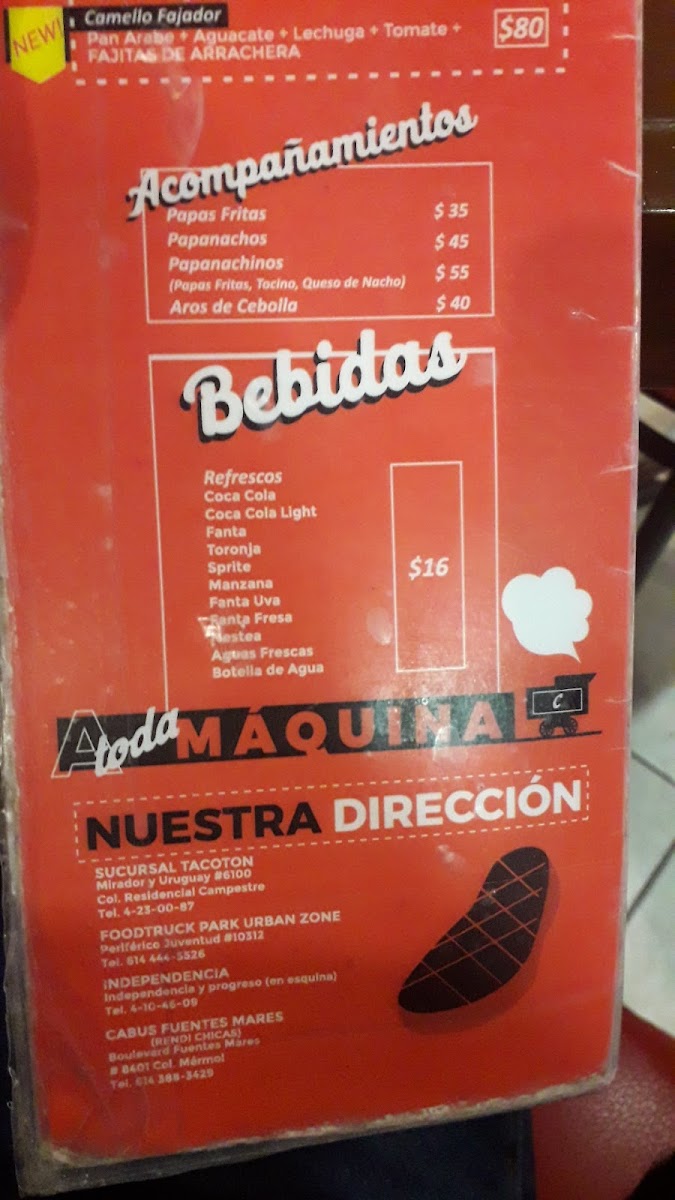 NEW!
Camello Fajador
Pan Arabe + Aguacate + Lechuga + Tomate +
FAJITAS DE ARRACHERA
$80
Acompañamientos
Papas Fritas $ 35
Papanachos $ 45
Papanachinos $ 55
(Papas Fritas, Tocino, Queso de Nacho)
Aros de Cebolla $ 40
Bebidas
Refrescos
Coca Cola
Coca Cola Light
Fanta
Toronja
Sprite
Manzana
Fanta Uva
Fanta Fresa
Nestea
Aguas Frescas
Botella de Agua
$16
A toda MÁQUINA
C
NUESTRA DIRECCIÓN
SUCURSAL TACOTON
Mirador y Uruguay #6100
Col. Residencial Campestre
Tel. 4-23-00-87
FOODTRUCK PARK URBAN ZONE
Periférico Juventud #10312
Tel. 614 444-5526
INDEPENDENCIA
Independencia y progreso (en esquina)
Tel. 4-10-46-09
CABUS FUENTES MARES
(RENDI CHICAS)
Boulevard Fuentes Mares
# 8401 Col. Mármol
Tel. 614 388-3429